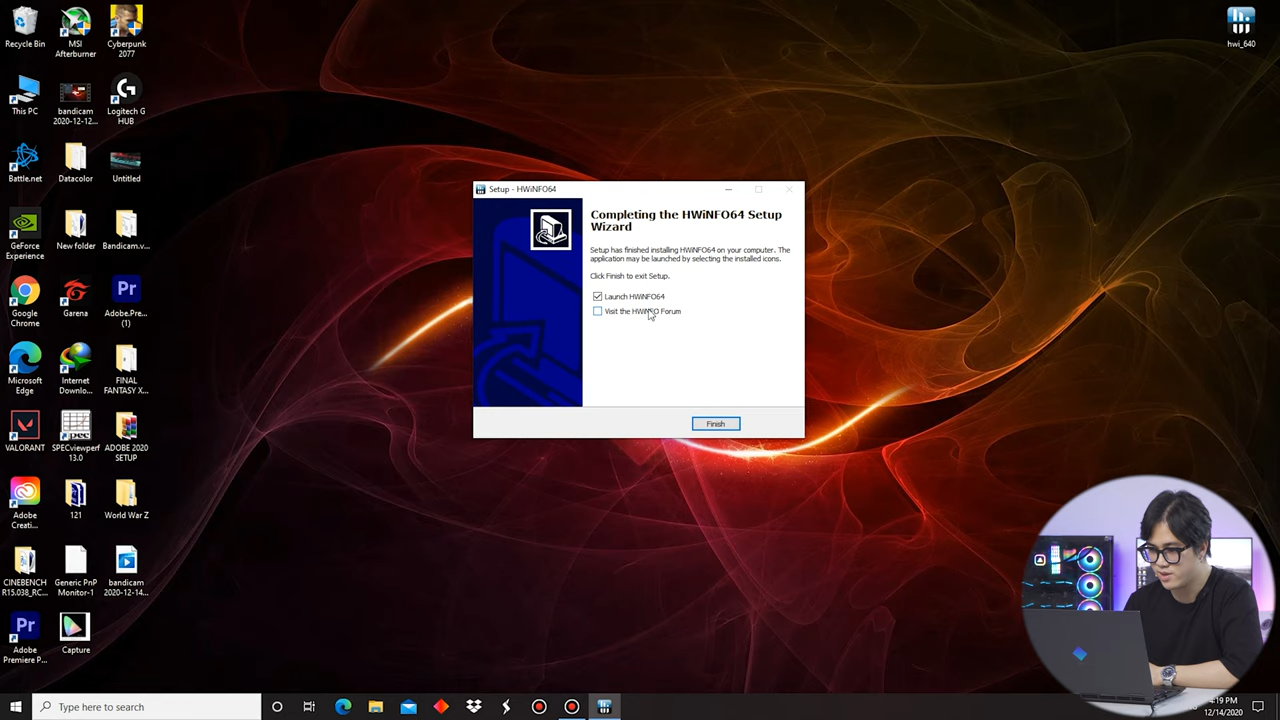 Recycle Bin
MSI
Afterburner
Cyberpunk
2077
hwi_640
This PC
bandicam
2020-12-12...
Logitech G
HUB
Battle.net
Datacolor
Untitled
GeForce
Experience
New folder
Bandicam.v...
Google
Chrome
Garena
Adobe.Pre...
(1)
Microsoft
Edge
Internet
Downlo...
FINAL
FANTASY X...
VALORANT
SPECviewperf
13.0
ADOBE 2020
SETUP
Adobe
Creati...
121
World War Z
CINEBENCH
R15.038_RC...
Generic PnP
Monitor-1
bandicam
2020-12-14...
Adobe
Premiere P...
Capture
Setup - HWiNFO64
Completing the HWiNFO64 Setup
Wizard
Setup has finished installing HWiNFO64 on your computer. The
application may be launched by selecting the installed icons.
Click Finish to exit Setup.
Launch HWiNFO64
Visit the HWiNFO Forum
Finish
Type here to search
4:19 PM
12/14/2020